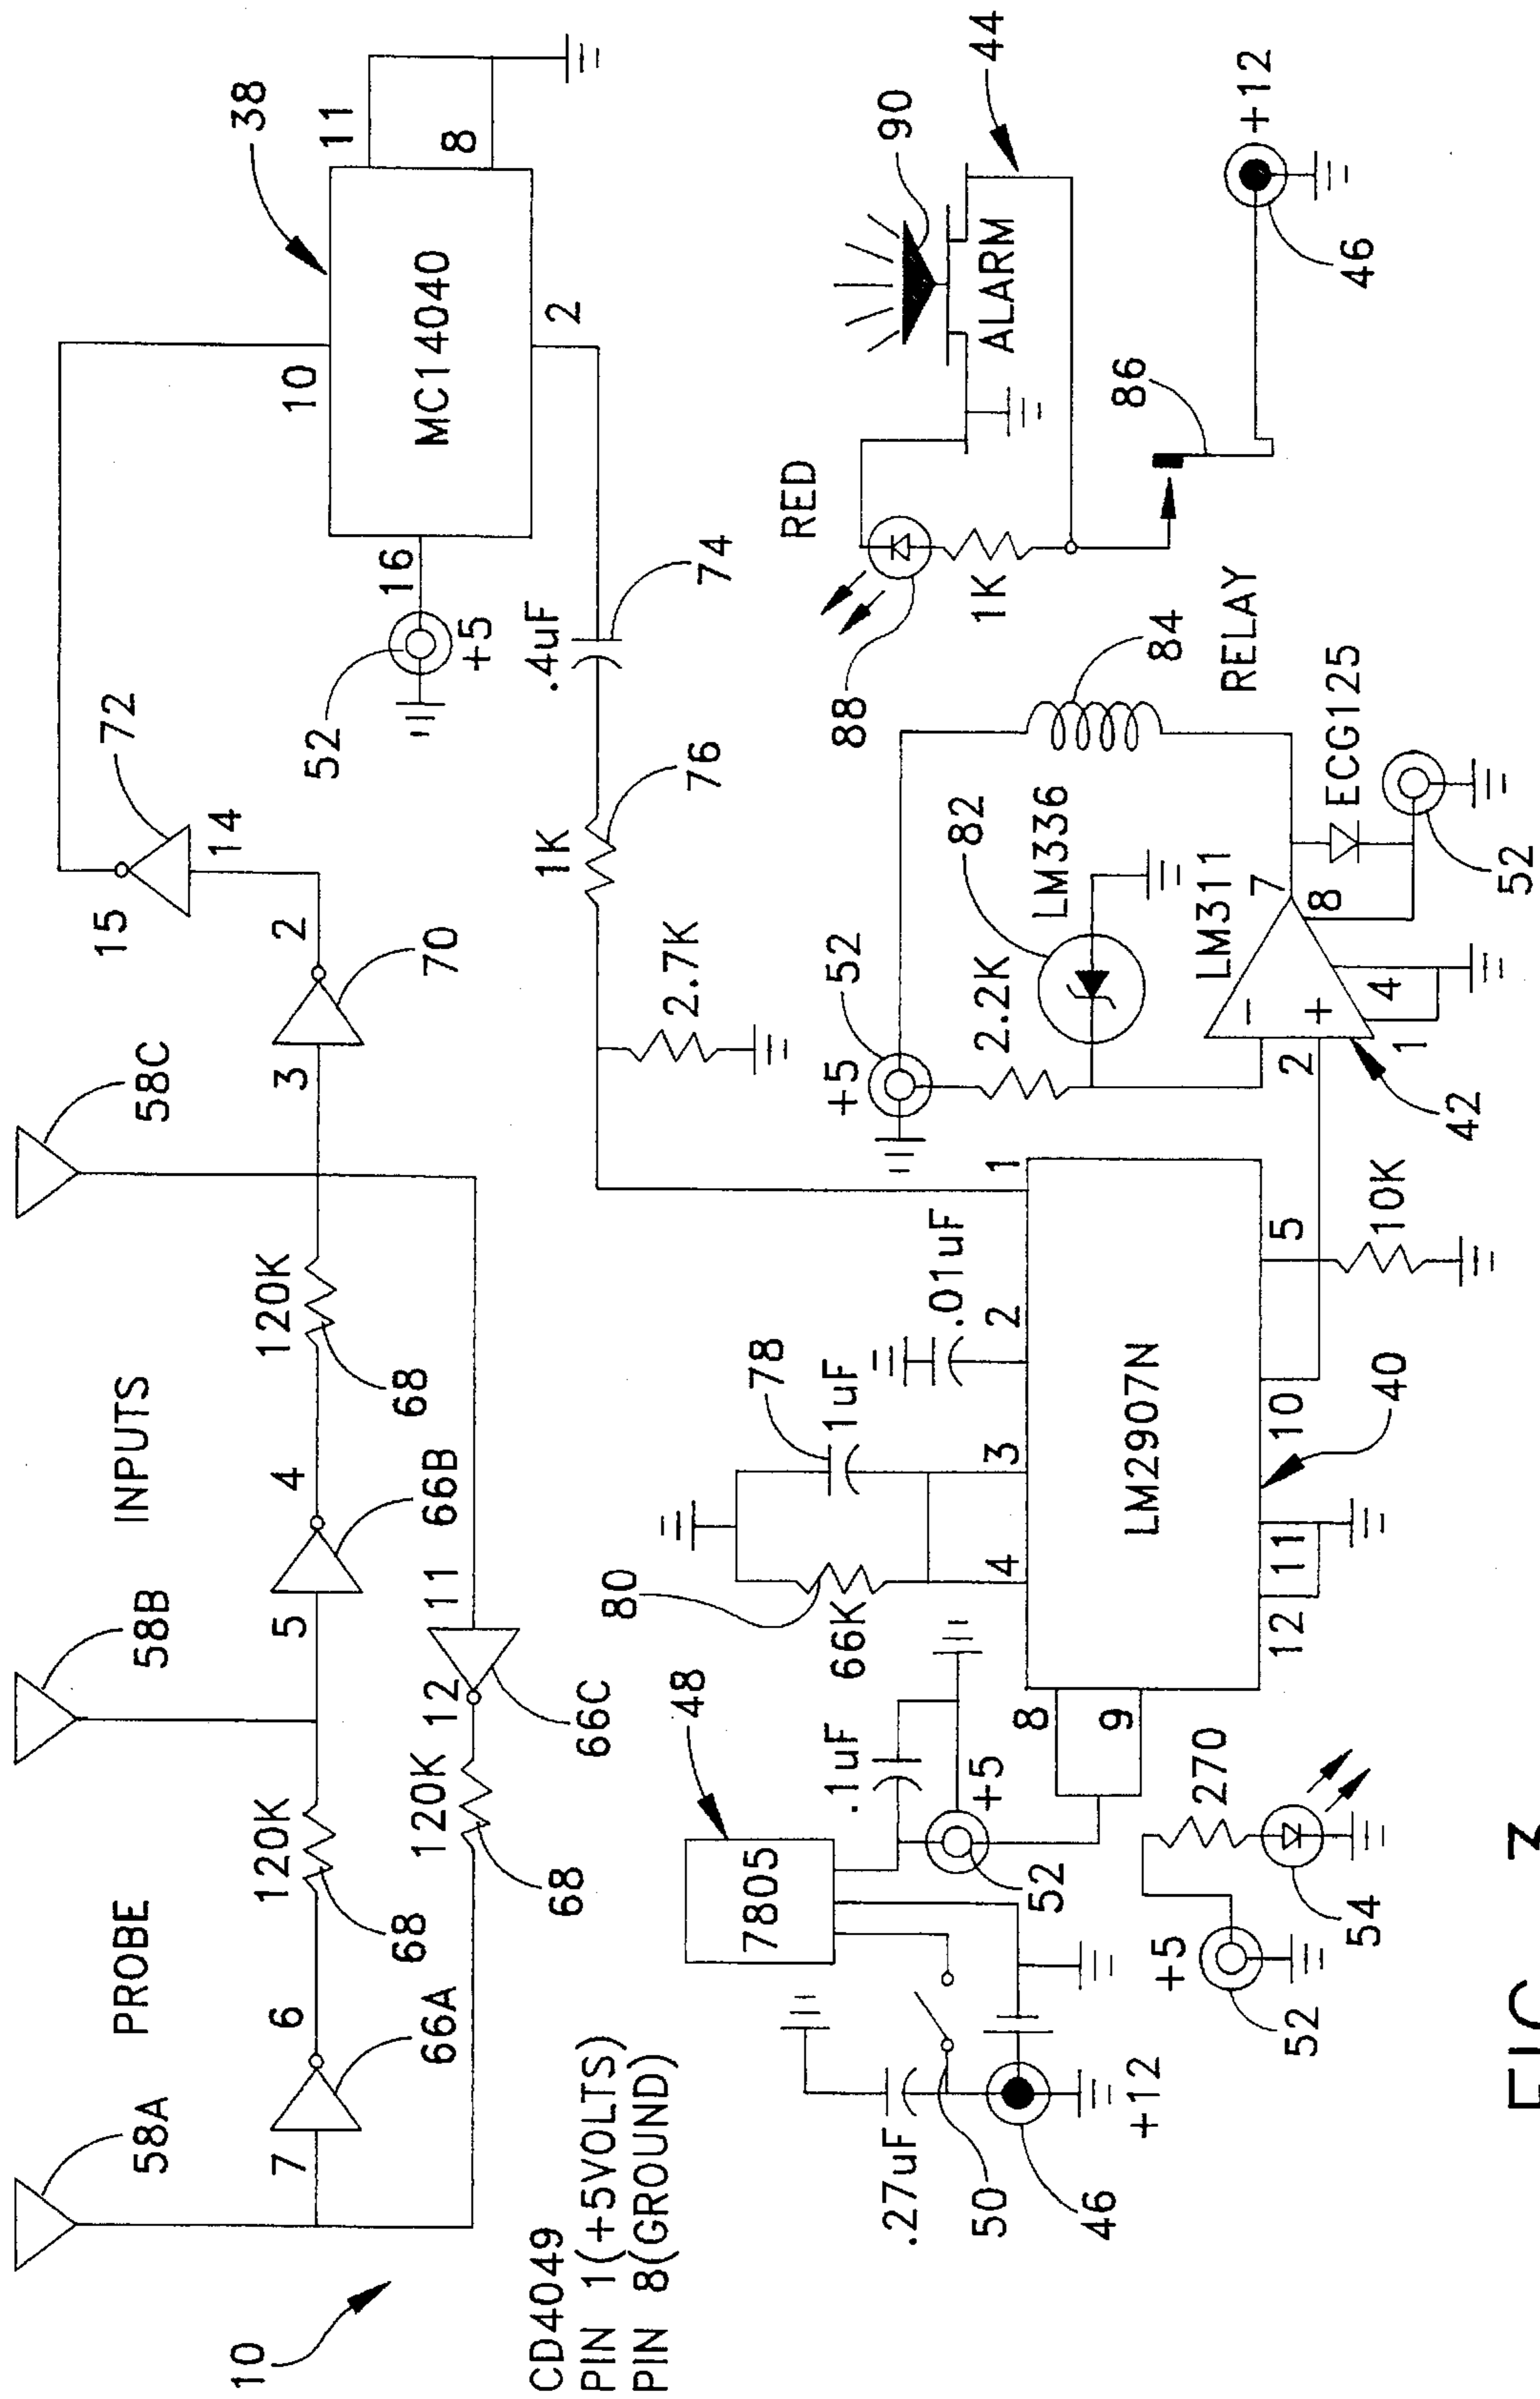 10
58A
PROBE
58B
INPUTS
58C
7
6
66A
120K
68
5
4
66B
120K
68
3
2
70
15
14
72
12
11
66C
120K
68
10
11
38
MC14040
8
16
2
52
+5
CD4049
PIN 1(+5VOLTS)
PIN 8(GROUND)
.4uF
74
1K
76
2.7K
48
7805
.1uF
+5
52
.27uF
50
46
+12
+5
52
270
54
80
66K
78
1uF
.01uF
4
3
2
1
8
9
LM2907N
12
11
10
5
40
10K
+5
52
2.2K
82
LM336
LM311
7
8
−
+
2
1
4
42
ECG125
52
84
RELAY
RED
88
1K
86
90
ALARM
44
+12
46